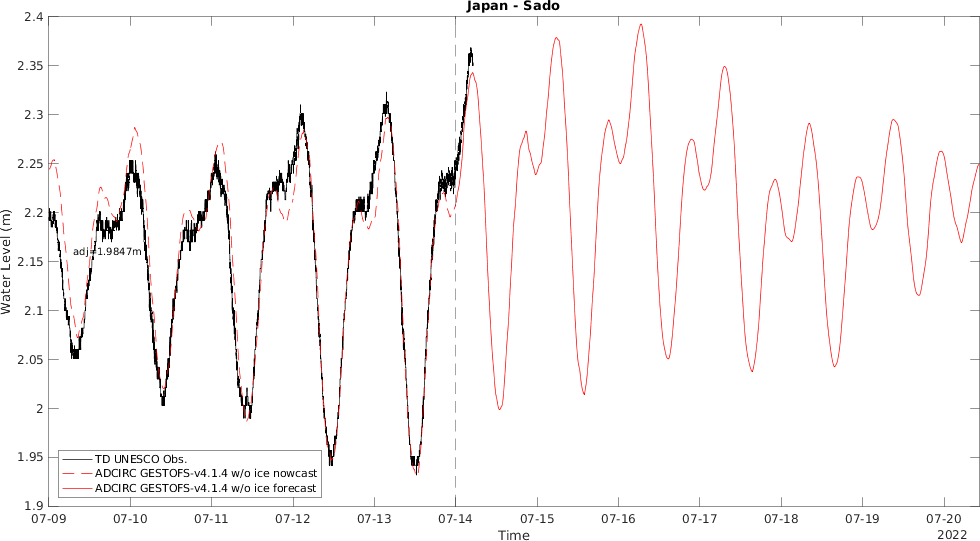 Japan - Sado
2.4
2.35
2.3
2.25
2.2
2.15
2.1
2.05
2
1.95
1.9
Water Level (m)
adj=1.9847m
TD UNESCO Obs.
ADCIRC GESTOFS-v4.1.4 w/o ice nowcast
ADCIRC GESTOFS-v4.1.4 w/o ice forecast
07-09 07-10 07-11 07-12 07-13 07-14 07-15 07-16 07-17 07-18 07-19 07-20
Time
2022